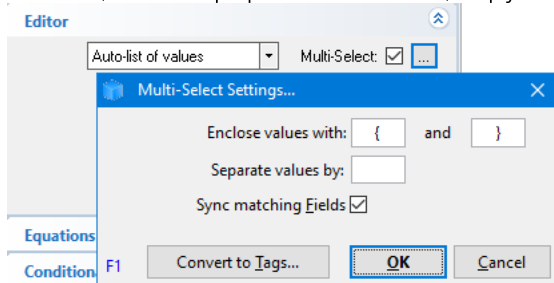 Editor
Auto-list of values Multi-Select: ...
Multi-Select Settings...
Enclose values with: { and }
Separate values by:
Sync matching Fields
Equations
Condition
F1 Convert to Tags... OK Cancel